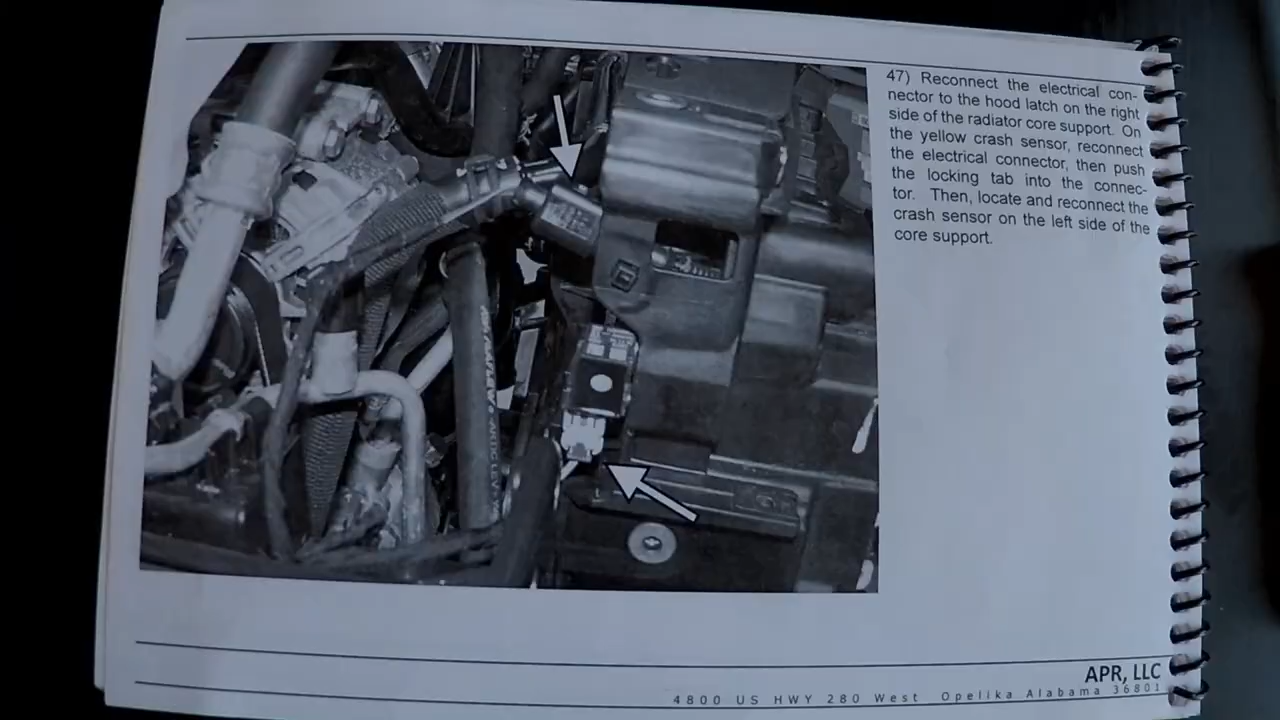 47) Reconnect the electrical con-
nector to the hood latch on the right
side of the radiator core support. On
the yellow crash sensor, reconnect
the electrical connector, then push
the locking tab into the connec-
tor. Then, locate and reconnect the
crash sensor on the left side of the
core support.
APR, LLC
4800 US HWY 280 West Opelika Alabama 36801